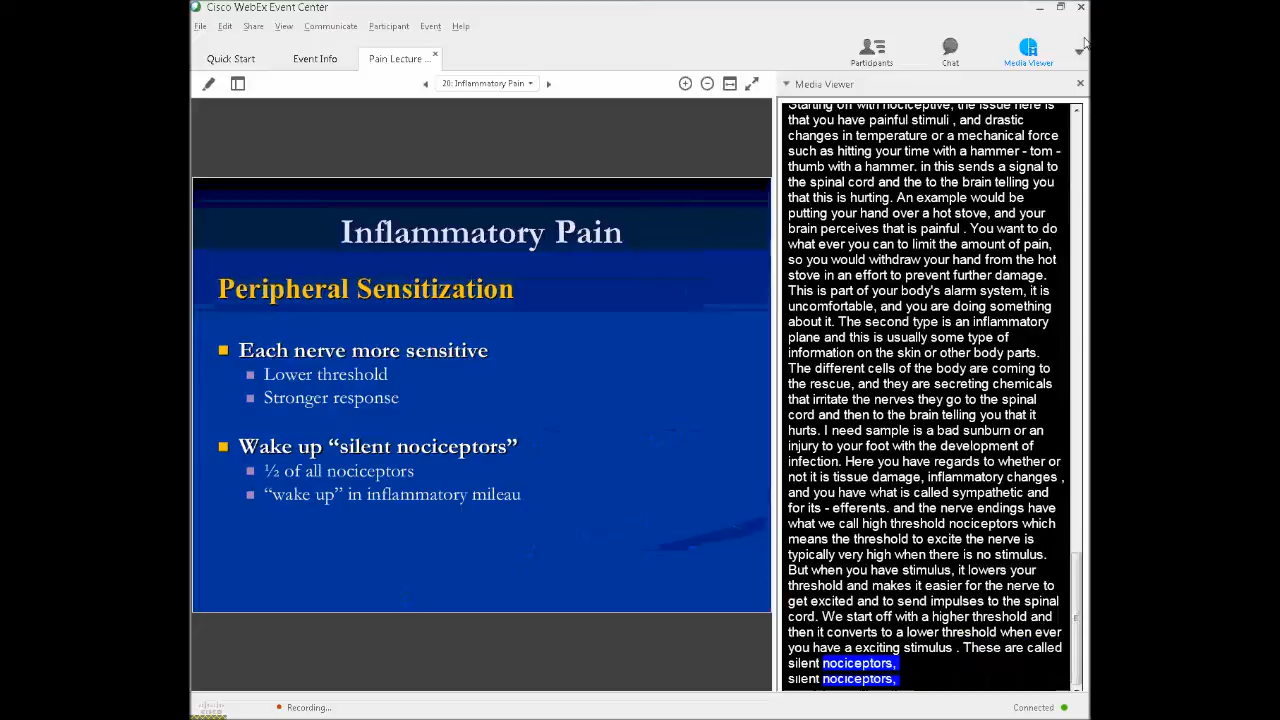 Cisco WebEx Event Center
File Edit Share View Communicate Participant Event Help
Quick Start Event Info Pain Lecture ...
Participants Chat Media Viewer
20: Inflammatory Pain
Media Viewer
Inflammatory Pain
Peripheral Sensitization
Each nerve more sensitive
Lower threshold
Stronger response
Wake up “silent nociceptors”
½ of all nociceptors
“wake up” in inflammatory mileau
Starting off with nociceptive, the issue here is
that you have painful stimuli , and drastic
changes in temperature or a mechanical force
such as hitting your time with a hammer - tom -
thumb with a hammer. in this sends a signal to
the spinal cord and the to the brain telling you
that this is hurting. An example would be
putting your hand over a hot stove, and your
brain perceives that is painful . You want to do
what ever you can to limit the amount of pain,
so you would withdraw your hand from the hot
stove in an effort to prevent further damage.
This is part of your body's alarm system, it is
uncomfortable, and you are doing something
about it. The second type is an inflammatory
plane and this is usually some type of
information on the skin or other body parts.
The different cells of the body are coming to
the rescue, and they are secreting chemicals
that irritate the nerves they go to the spinal
cord and then to the brain telling you that it
hurts. I need sample is a bad sunburn or an
injury to your foot with the development of
infection. Here you have regards to whether or
not it is tissue damage, inflammatory changes ,
and you have what is called sympathetic and
for its - efferents. and the nerve endings have
what we call high threshold nociceptors which
means the threshold to excite the nerve is
typically very high when there is no stimulus.
But when you have stimulus, it lowers your
threshold and makes it easier for the nerve to
get excited and to send impulses to the spinal
cord. We start off with a higher threshold and
then it converts to a lower threshold when ever
you have a exciting stimulus . These are called
silent nociceptors,
silent nociceptors,
Recording...
Connected